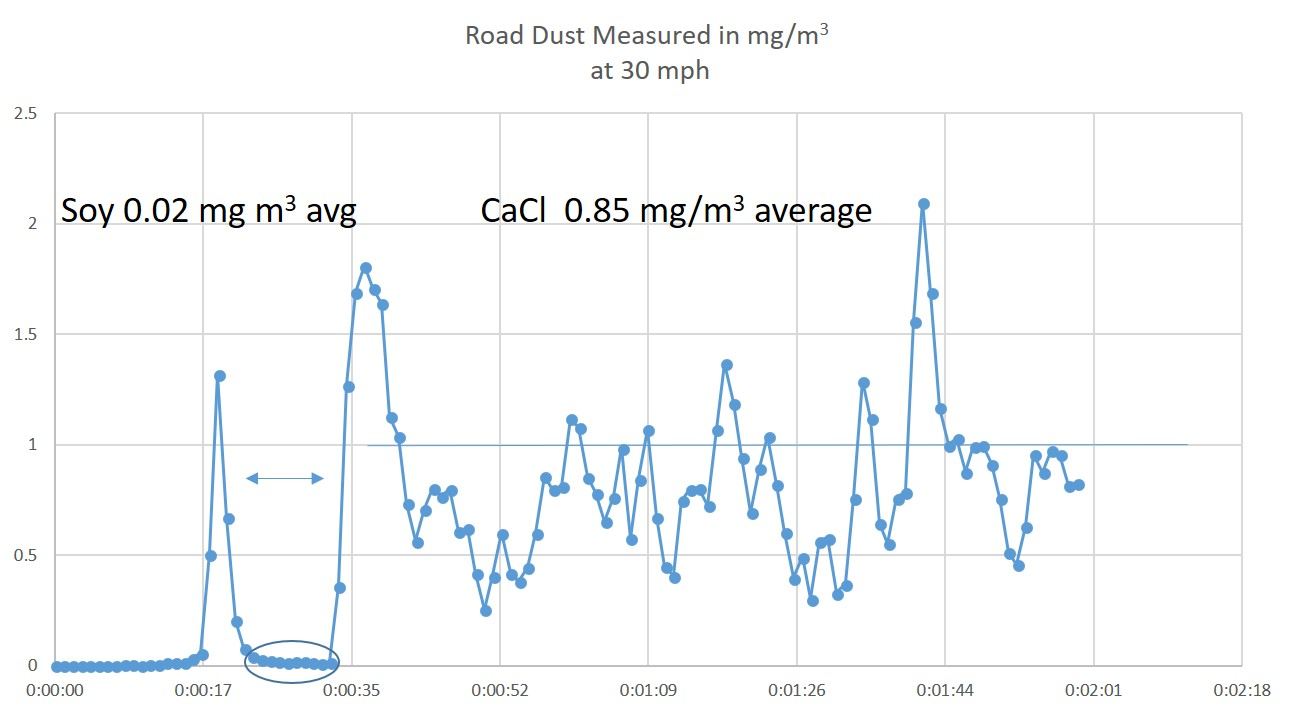 Road Dust Measured in mg/m³
at 30 mph
2.5
Soy 0.02 mg m³ avg
CaCl 0.85 mg/m³ average
2
1.5
1
0.5
0
0:00:00 0:00:17 0:00:35 0:00:52 0:01:09 0:01:26 0:01:44 0:02:01 0:02:18